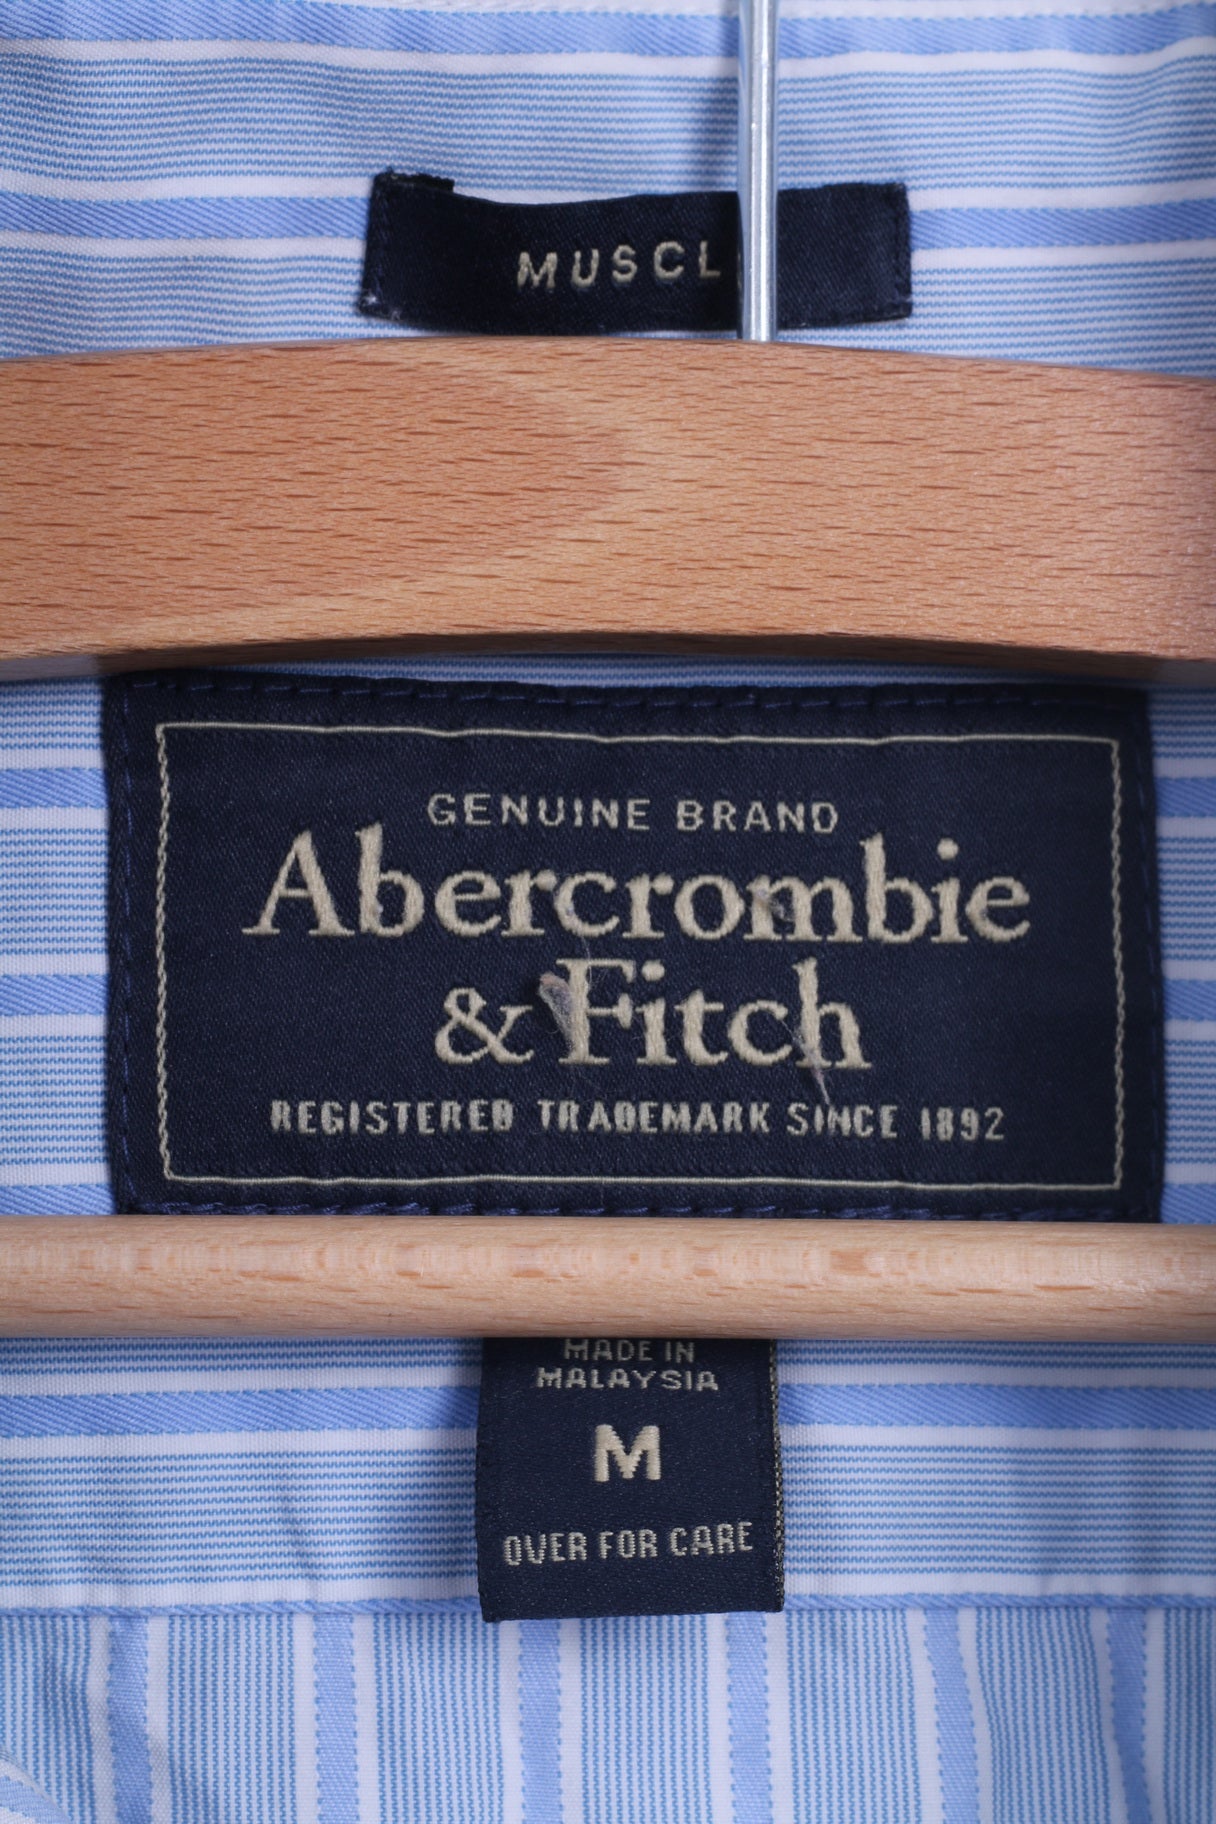 MUSCL
GENUINE BRAND
Abercrombie
& Fitch
REGISTERED TRADEMARK SINCE 1892
MADE IN
MALAYSIA
M
OVER FOR CARE